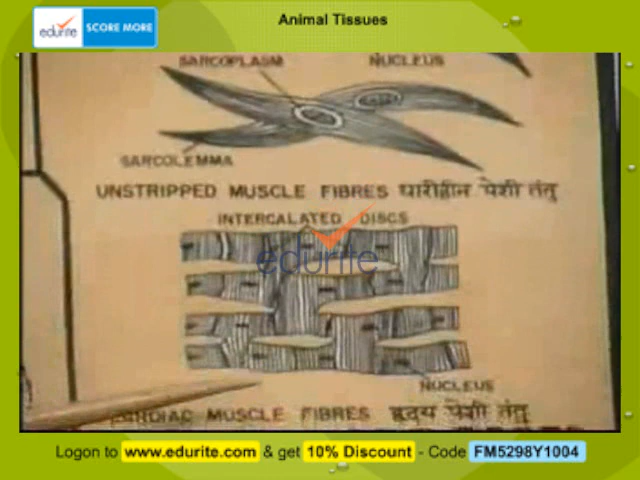 edurite SCORE MORE
Animal Tissues
SARCOPLASM NUCLEUS
SARCOLEMMA
UNSTRIPPED MUSCLE FIBRES धारीहीन पेशी तंतु
INTERCALATED DISCS
edurite
NUCLEUS
CARDIAC MUSCLE FIBRES हृदय पेशी तंतु
Logon to www.edurite.com & get 10% Discount - Code FM5298Y1004